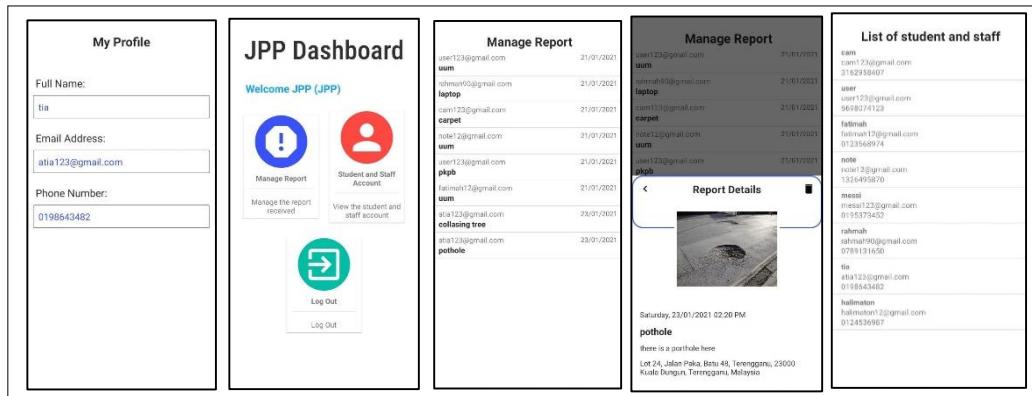 My Profile
Full Name:
tia
Email Address:
atia123@gmail.com
Phone Number:
0198643482
JPP Dashboard
Welcome JPP (JPP)
Manage Report
Manage the report
received
Student and Staff
Account
View the student and
staff account
Log Out
Log Out
Manage Report
user123@gmail.com 21/01/2021
uum
rahmah90@gmail.com 21/01/2021
laptop
cam123@gmail.com 21/01/2021
carpet
note12@gmail.com 21/01/2021
uum
user123@gmail.com 21/01/2021
pkpb
fatimah12@gmail.com 21/01/2021
uum
atia123@gmail.com 23/01/2021
collasing tree
atia123@gmail.com 23/01/2021
pothole
Manage Report
user123@gmail.com 21/01/2021
uum
rahmah90@gmail.com 21/01/2021
laptop
cam123@gmail.com 21/01/2021
carpet
note12@gmail.com 21/01/2021
uum
user123@gmail.com 21/01/2021
pkpb
Report Details
Saturday, 23/01/2021 02:20 PM
pothole
there is a porthole here
Lot 24, Jalan Paka, Batu 48, Terengganu, 23000
Kuala Dungun, Terengganu, Malaysia
List of student and staff
cam
cam123@gmail.com
3162958407
user
user123@gmail.com
5698074123
fatimah
fatimah12@gmail.com
0123568974
note
note12@gmail.com
1326495870
messi
messi123@gmail.com
0195373452
rahmah
rahmah90@gmail.com
0789131650
tia
atia123@gmail.com
0198643482
halimaton
halimaton12@gmail.com
0124536987